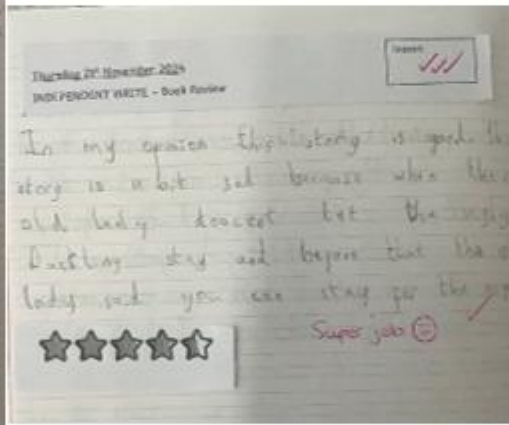 Thursday 21st November 2024
INDEPENDENT WRITE – Book Review
In my opinion this story is good. the
story is a bit sad because when the
old lady doscent let the ugly
Duckling stay and before that the
lady said you can stay for the
Super job